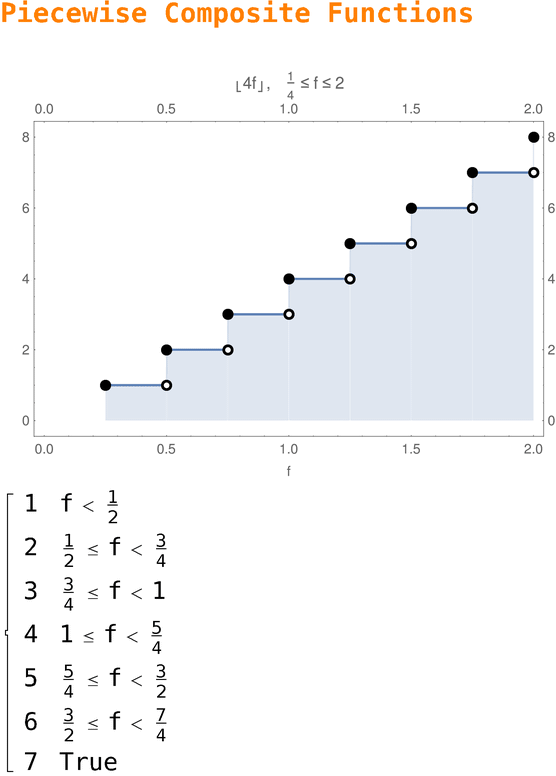 Piecewise Composite Functions
⌊4f⌋, 1/4 ≤ f ≤ 2
0.0 0.5 1.0 1.5 2.0
8 8
6 6
4 4
2 2
0 0
0.0 0.5 1.0 1.5 2.0
f
1 f < 1/2
2 1/2 ≤ f < 3/4
3 3/4 ≤ f < 1
4 1 ≤ f < 5/4
5 5/4 ≤ f < 3/2
6 3/2 ≤ f < 7/4
7 True